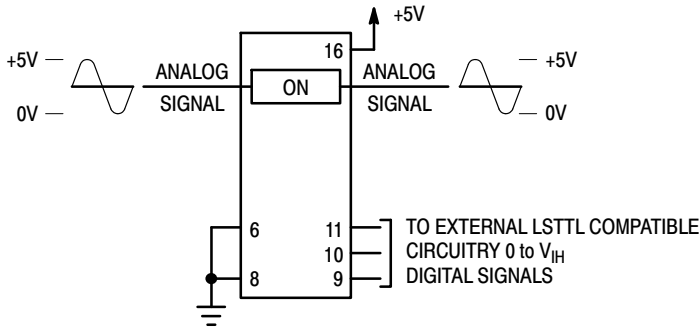 +5V
16
+5V
ANALOG
SIGNAL
0V
ON
ANALOG
SIGNAL
+5V
0V
6
8
11
10
9
TO EXTERNAL LSTTL COMPATIBLE
CIRCUITRY 0 to VIH
DIGITAL SIGNALS